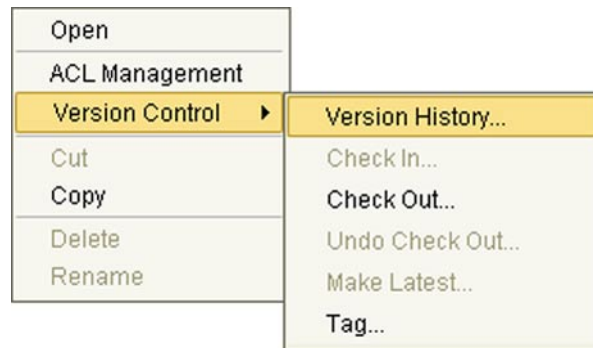 Open
ACL Management
Version Control
Cut
Copy
Delete
Rename
Version History...
Check In...
Check Out...
Undo Check Out...
Make Latest...
Tag...